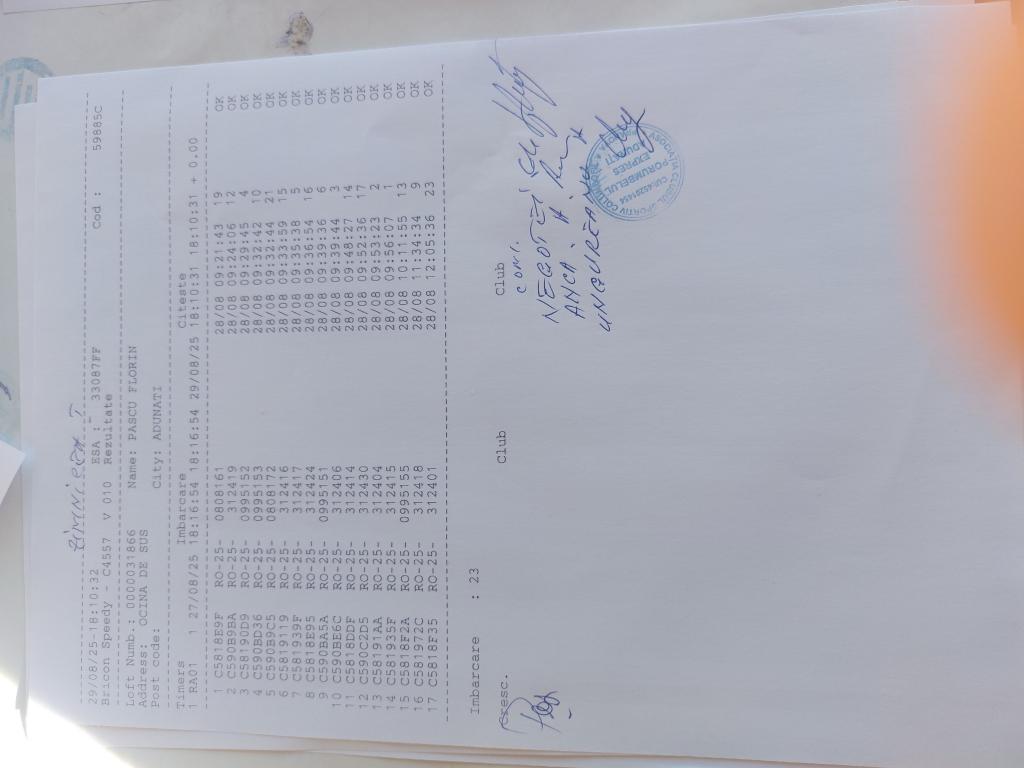 ZIMNICEA I
29/08/25-18:10:32 ESA : 33087FF Cod : 59885C
Bricon Speedy - C4557 V 010 Rezultate
Loft Numb.: 0000031866 Name: PASCU FLORIN
Address: OCINA DE SUS
Post code: City: ADUNATI
Timers Imbarcare Citeste
1 RA01 1 27/08/25 18:16:54 18:16:54 29/08/25 18:10:31 18:10:31 + 0.00
1 C5818E9F RO-25- 0808161 28/08 09:21:43 19 OK
2 C590B9BA RO-25- 312419 28/08 09:24:06 12 OK
3 C58190D9 RO-25- 0995152 28/08 09:29:45 4 OK
4 C590BD36 RO-25- 0995153 28/08 09:32:42 10 OK
5 C590B9C5 RO-25- 0808172 28/08 09:32:44 21 OK
6 C5819119 RO-25- 312416 28/08 09:33:59 15 OK
7 C581939F RO-25- 312417 28/08 09:35:38 5 OK
8 C5818E95 RO-25- 312424 28/08 09:36:54 16 OK
9 C590BA5A RO-25- 0995151 28/08 09:39:36 6 OK
10 C590BE6C RO-25- 312406 28/08 09:39:44 3 OK
11 C5818DDF RO-25- 312414 28/08 09:48:27 14 OK
12 C590C2D5 RO-25- 312430 28/08 09:52:36 17 OK
13 C58191AA RO-25- 312404 28/08 09:53:23 2 OK
14 C581935F RO-25- 312415 28/08 09:56:07 1 OK
15 C5818F2A RO-25- 0995155 28/08 10:11:55 13 OK
16 C581972C RO-25- 312418 28/08 11:34:34 9 OK
17 C5818F35 RO-25- 312401 28/08 12:05:36 23 OK
Imbarcare : 23
Cresc. Club Club
com.
NEGOTEI
ANCA. A.
UNGUREANU
PORUMBELUL
EXPRES